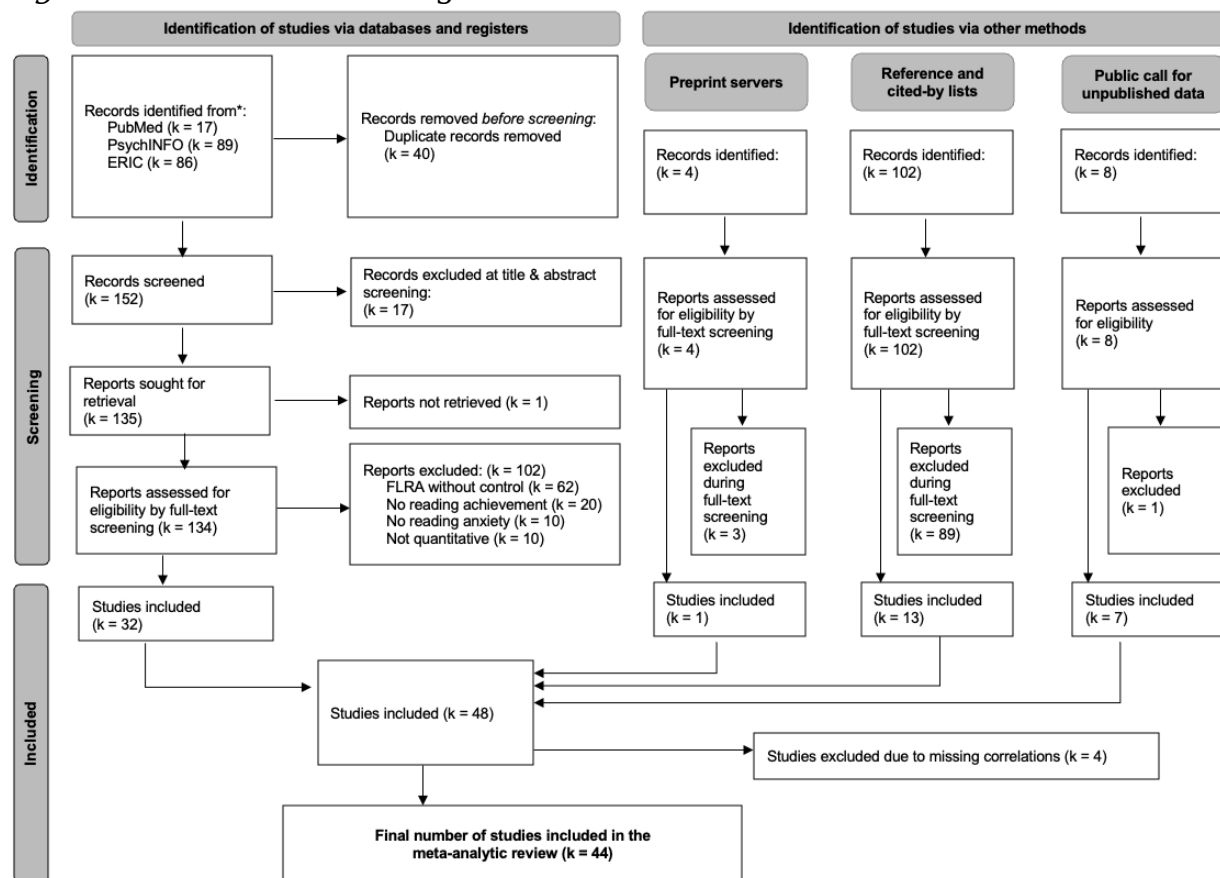 Identification of studies via databases and registers
Identification of studies via other methods
Identification
Records identified from*:
PubMed (k = 17)
PsychINFO (k = 89)
ERIC (k = 86)
Records removed before screening:
Duplicate records removed
(k = 40)
Preprint servers
Reference and
cited-by lists
Public call for
unpublished data
Records identified:
(k = 4)
Records identified:
(k = 102)
Records identified:
(k = 8)
Screening
Records screened
(k = 152)
Records excluded at title & abstract
screening:
(k = 17)
Reports assessed
for eligibility by
full-text screening
(k = 4)
Reports assessed
for eligibility by
full-text screening
(k = 102)
Reports assessed
for eligibility
(k = 8)
Reports sought for
retrieval
(k = 135)
Reports not retrieved (k = 1)
Reports assessed for
eligibility by full-text
screening (k = 134)
Reports excluded: (k = 102)
FLRA without control (k = 62)
No reading achievement (k = 20)
No reading anxiety (k = 10)
Not quantitative (k = 10)
Reports
excluded
during
full-text
screening
(k = 3)
Reports
excluded
during
full-text
screening
(k = 89)
Reports
excluded
(k = 1)
Included
Studies included
(k = 32)
Studies included
(k = 1)
Studies included
(k = 13)
Studies included
(k = 7)
Studies included (k = 48)
Studies excluded due to missing correlations (k = 4)
Final number of studies included in the
meta-analytic review (k = 44)